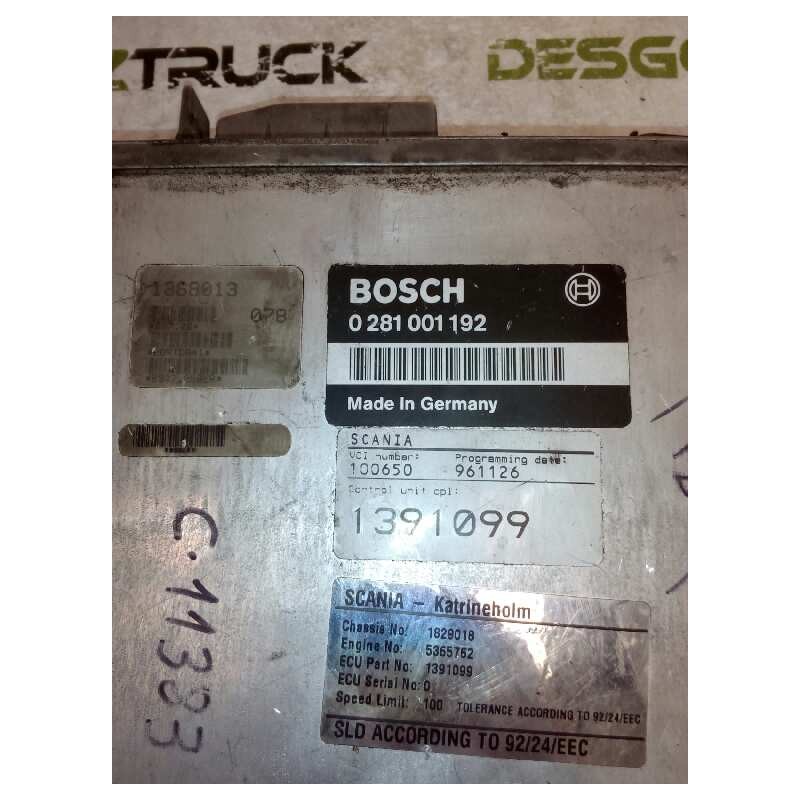 ZTRUCK DESG
1368013
078
BOSCH
0 281 001 192
Made in Germany
SCANIA
VCI number: Programming date:
100650 961126
Control unit cpl:
1391099
C.11383
SCANIA - Katrineholm
Chassis No: 1829018
Engine No: 5365762
ECU Part No: 1391099
ECU Serial No: 0
Speed Limit: 100 TOLERANCE ACCORDING TO 92/24/EEC
SLD ACCORDING TO 92/24/EEC